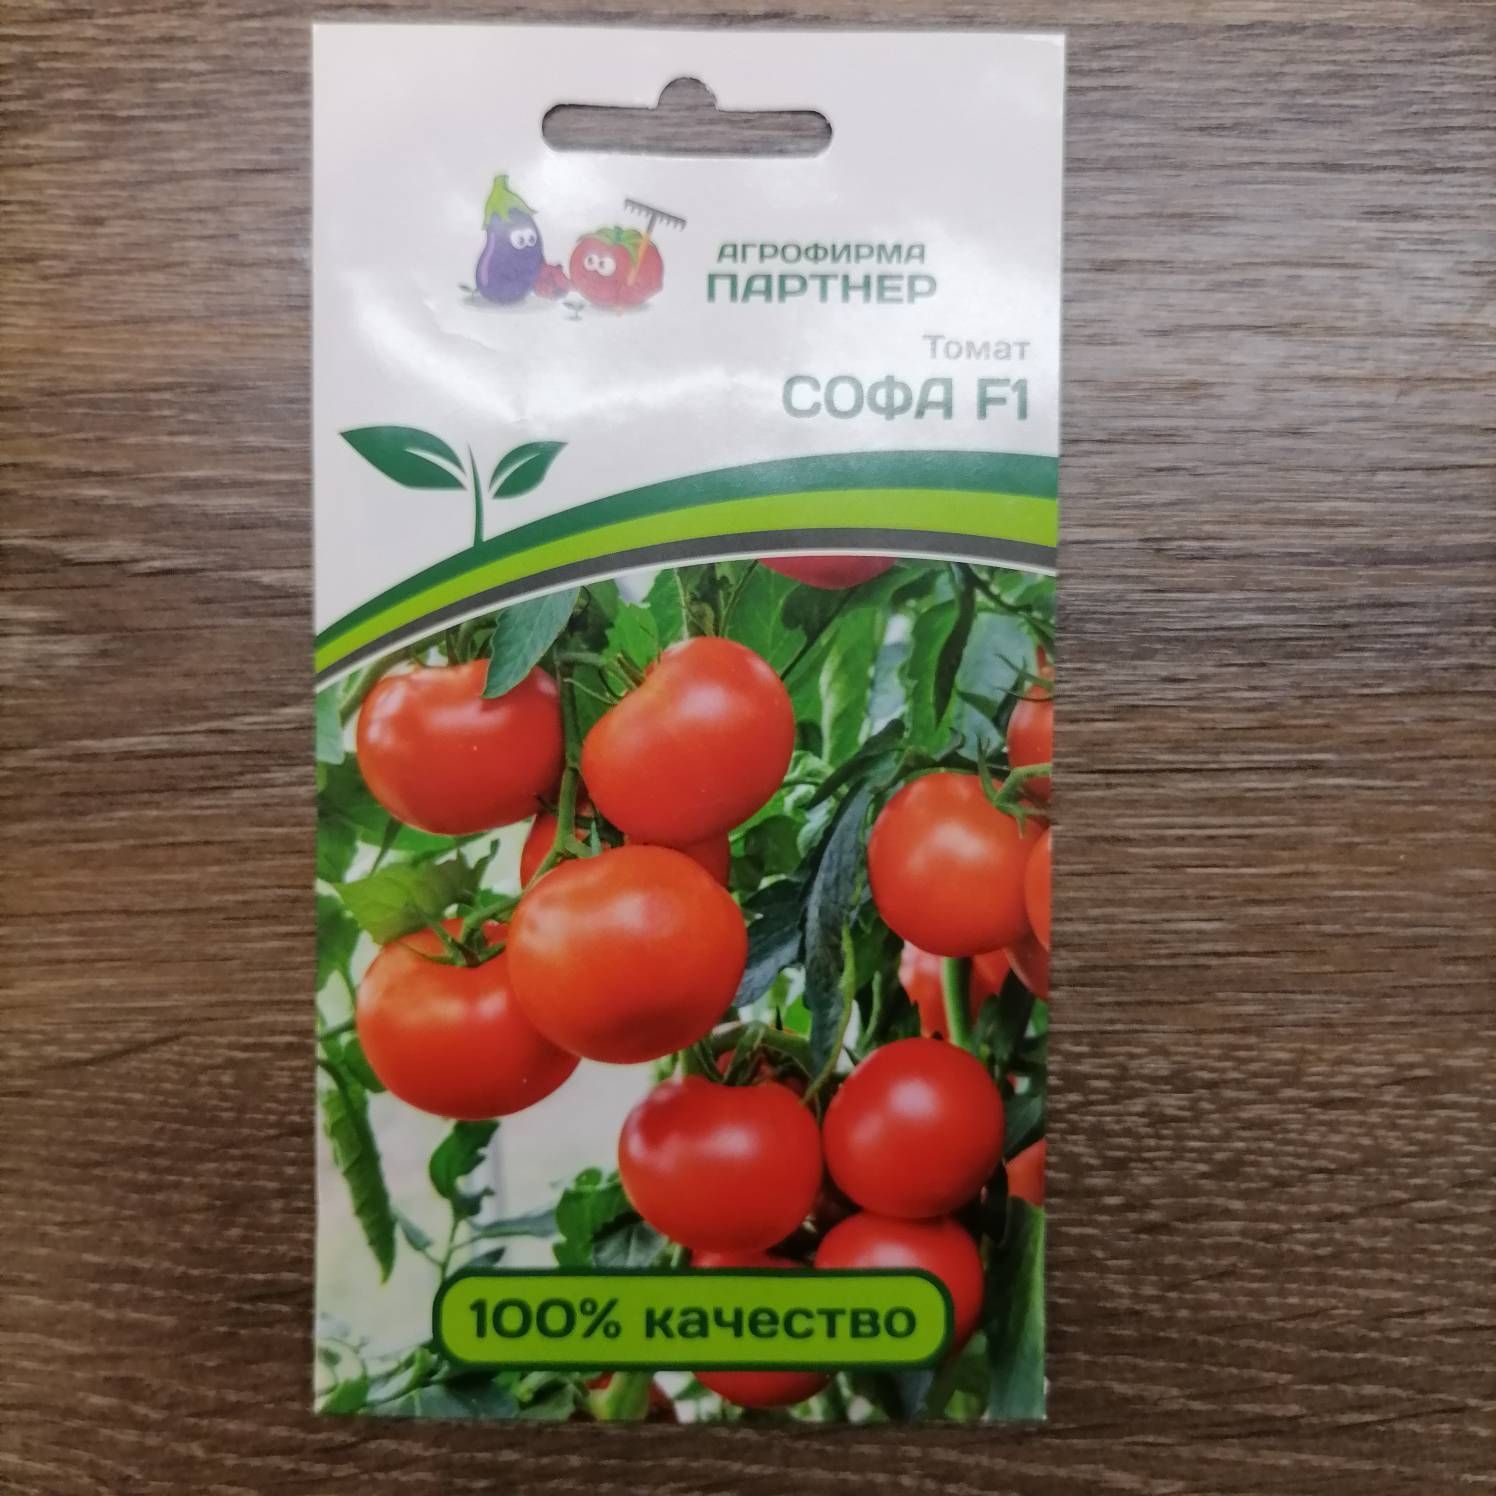 АГРОФИРМА
ПАРТНЕР
Томат
СОФА F1
100% качество